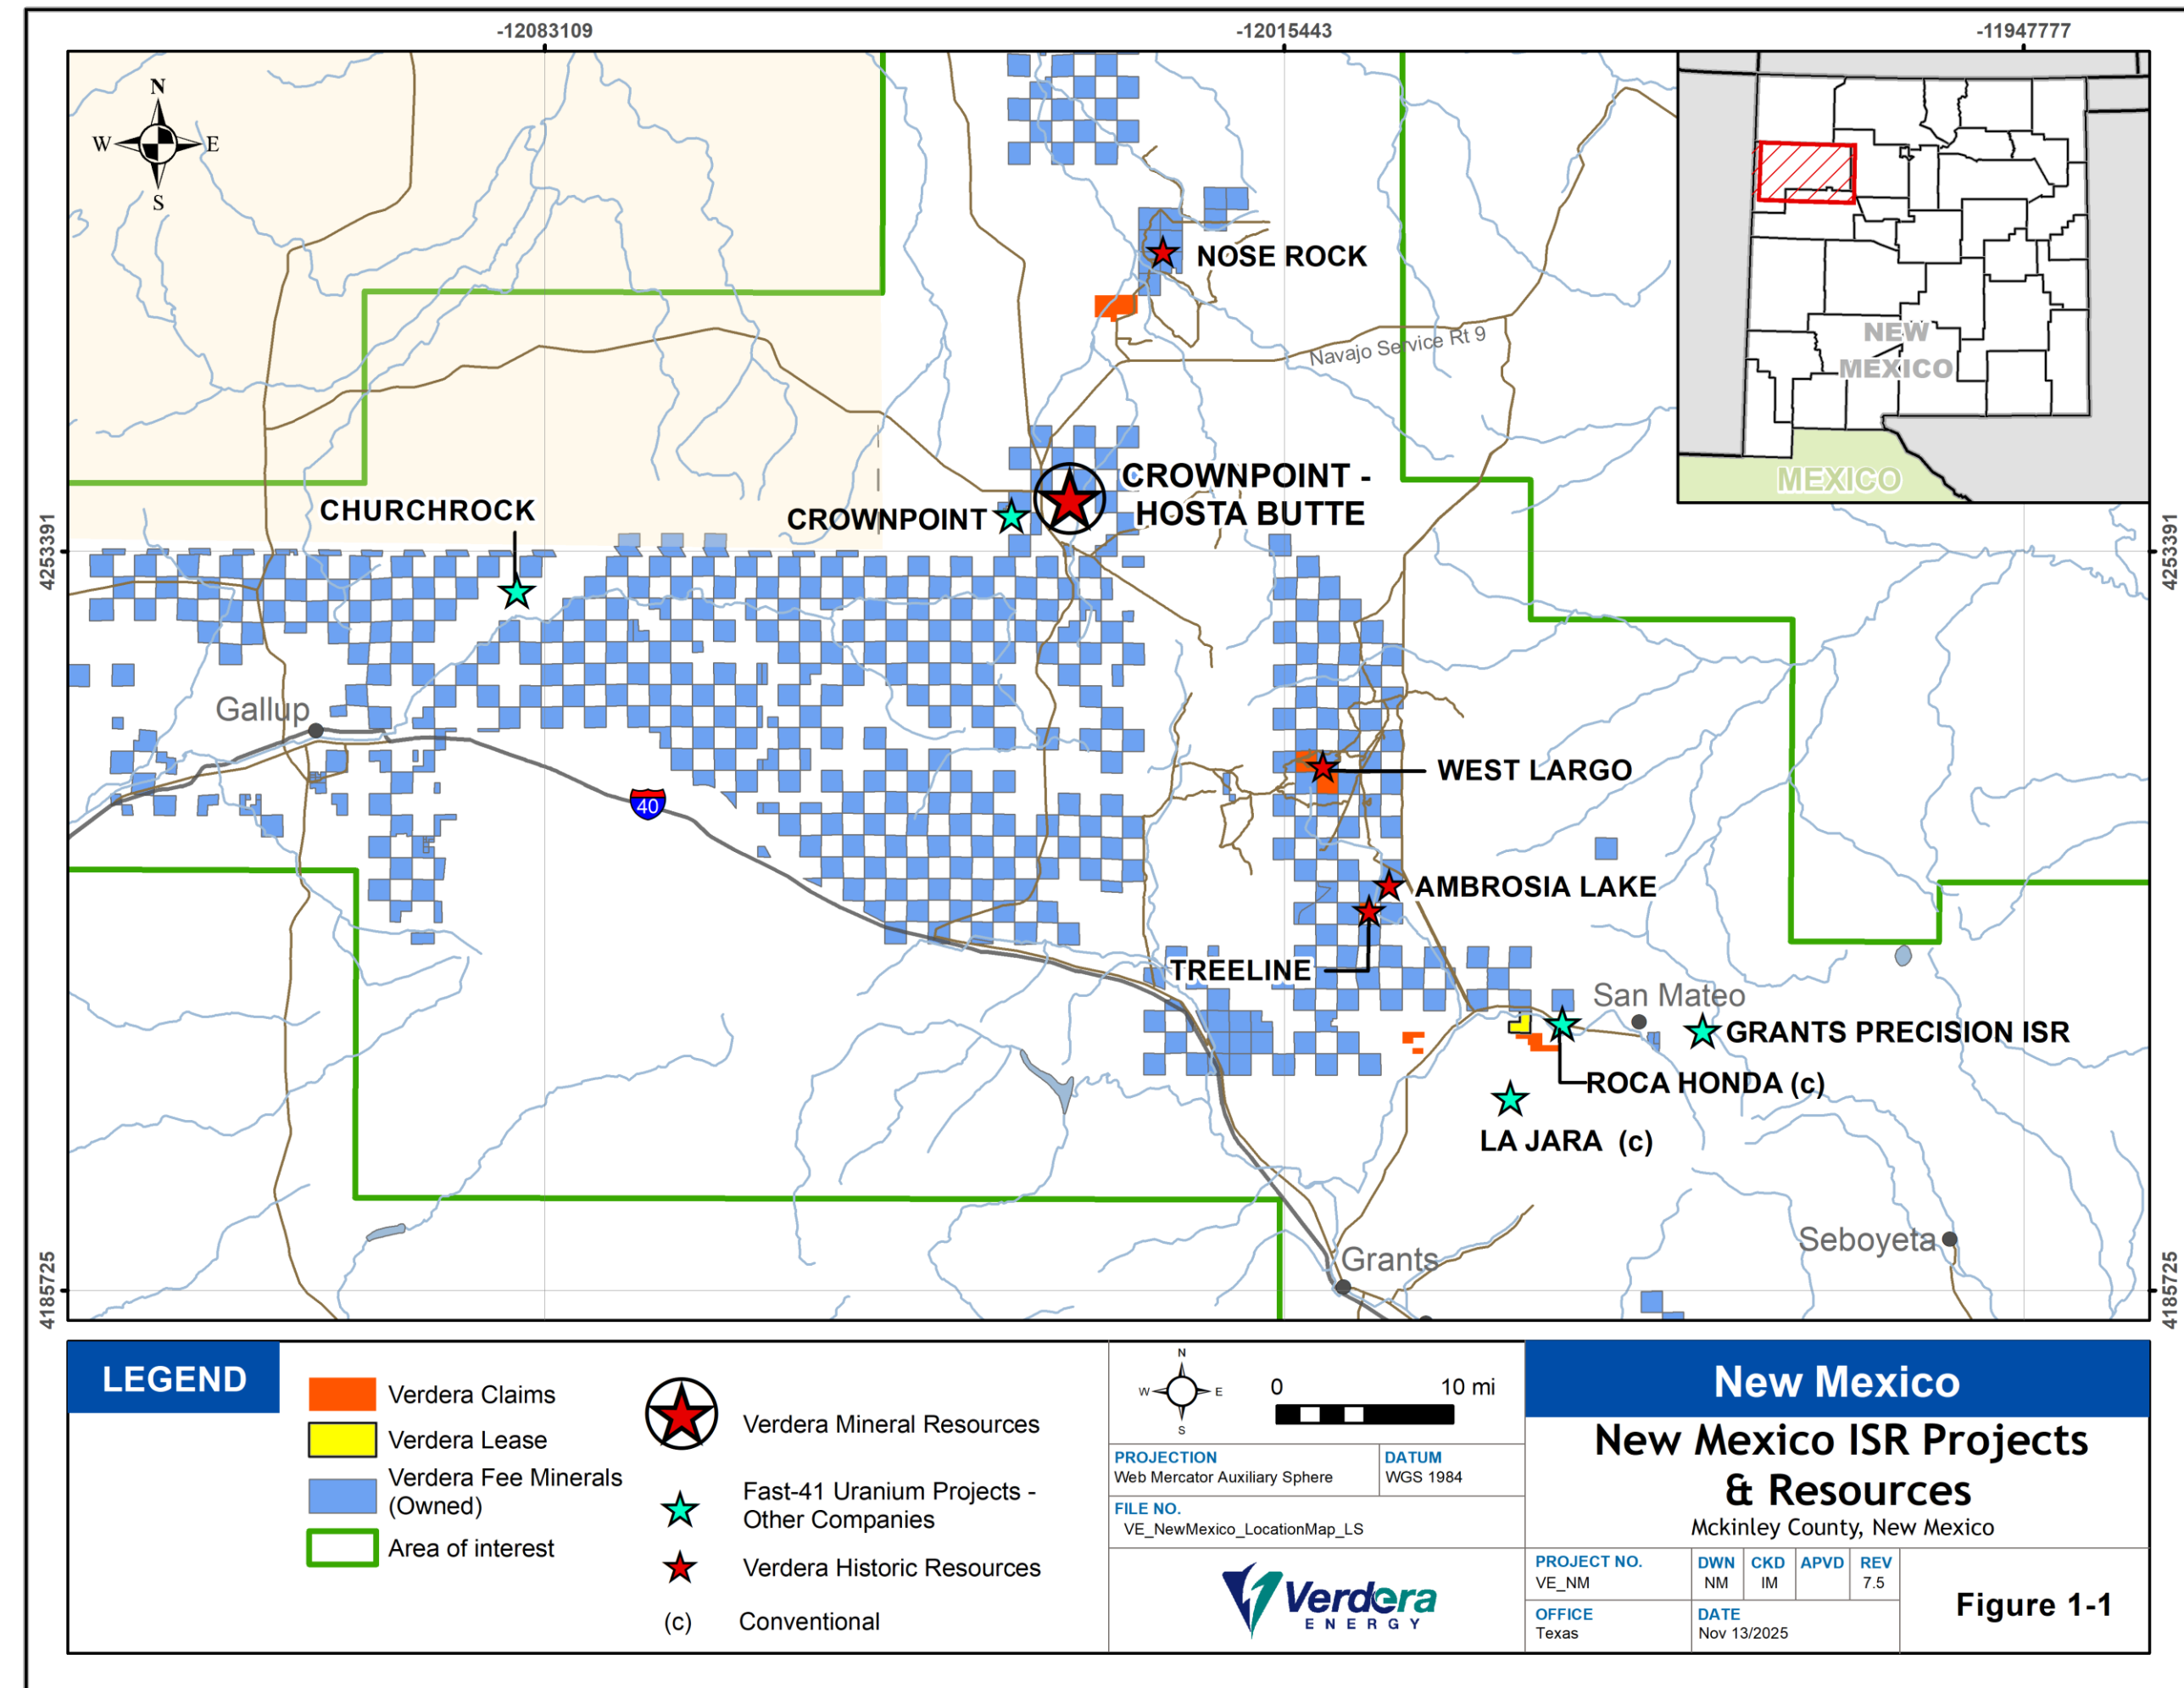 -12083109
-12015443
-11947777
N
W
E
S
NOSE ROCK
Navajo Service Rt 9
NEW
MEXICO
MEXICO
CROWNPOINT -
HOSTA BUTTE
CHURCHROCK
CROWNPOINT
4253391
4253391
Gallup
40
WEST LARGO
AMBROSIA LAKE
TREELINE
San Mateo
GRANTS PRECISION ISR
ROCA HONDA (c)
LA JARA (c)
Seboyeta
Grants
4185725
4185725
LEGEND
Verdera Claims
Verdera Lease
Verdera Fee Minerals
(Owned)
Area of interest
Verdera Mineral Resources
Fast-41 Uranium Projects -
Other Companies
Verdera Historic Resources
(c) Conventional
N
W
E
S
0 10 mi
PROJECTION
Web Mercator Auxiliary Sphere
DATUM
WGS 1984
FILE NO.
VE_NewMexico_LocationMap_LS
Verdera
ENERGY
New Mexico
New Mexico ISR Projects
& Resources
Mckinley County, New Mexico
PROJECT NO.
VE_NM
DWN
NM
CKD
IM
APVD
REV
7.5
OFFICE
Texas
DATE
Nov 13/2025
Figure 1-1